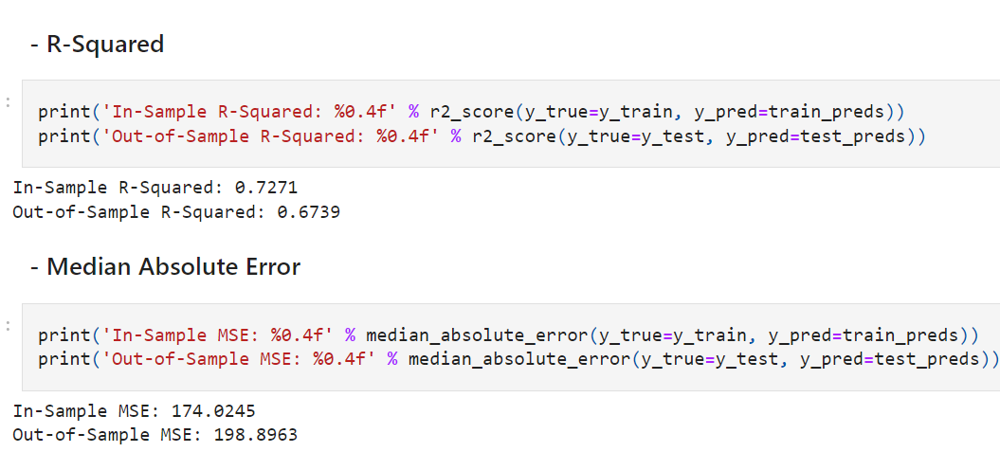 - R-Squared
:
print('In-Sample R-Squared: %0.4f' % r2_score(y_true=y_train, y_pred=train_preds))
print('Out-of-Sample R-Squared: %0.4f' % r2_score(y_true=y_test, y_pred=test_preds))
In-Sample R-Squared: 0.7271
Out-of-Sample R-Squared: 0.6739
- Median Absolute Error
:
print('In-Sample MSE: %0.4f' % median_absolute_error(y_true=y_train, y_pred=train_preds))
print('Out-of-Sample MSE: %0.4f' % median_absolute_error(y_true=y_test, y_pred=test_preds))
In-Sample MSE: 174.0245
Out-of-Sample MSE: 198.8963